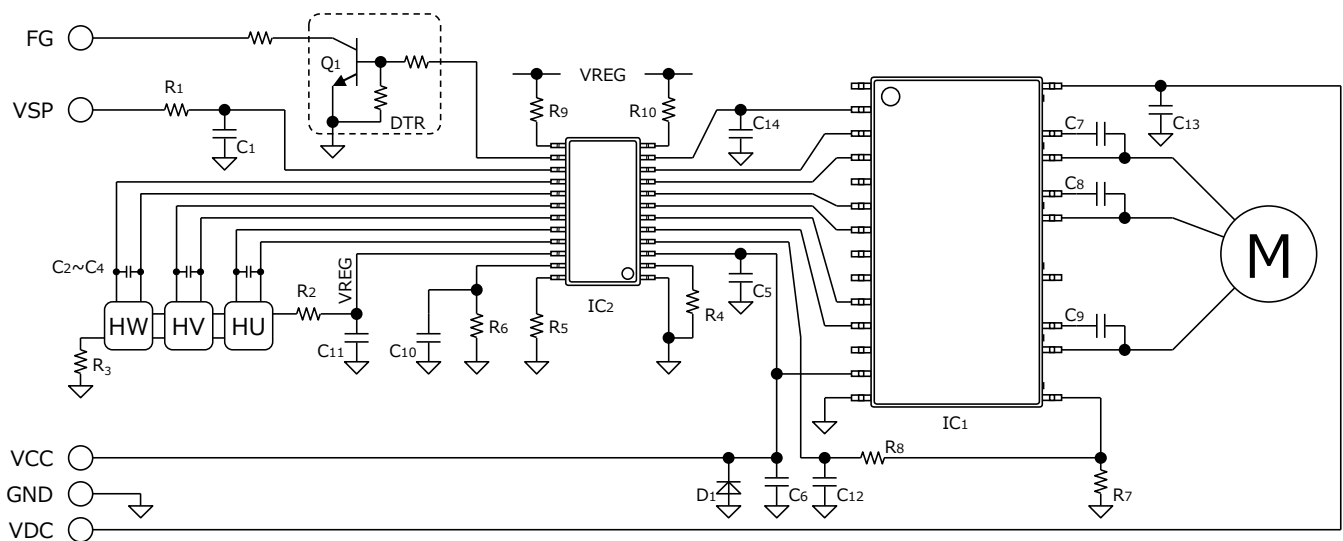 FG
Q1
DTR
VSP
R1
C1
VREG
R9
R10
C14
C13
C7
C8
M
C2~C4
HW
HV
HU
R2
VREG
R3
C11
C10
R6
R5
IC2
R4
C5
C9
IC1
VCC
GND
VDC
D1
C6
C12
R8
R7